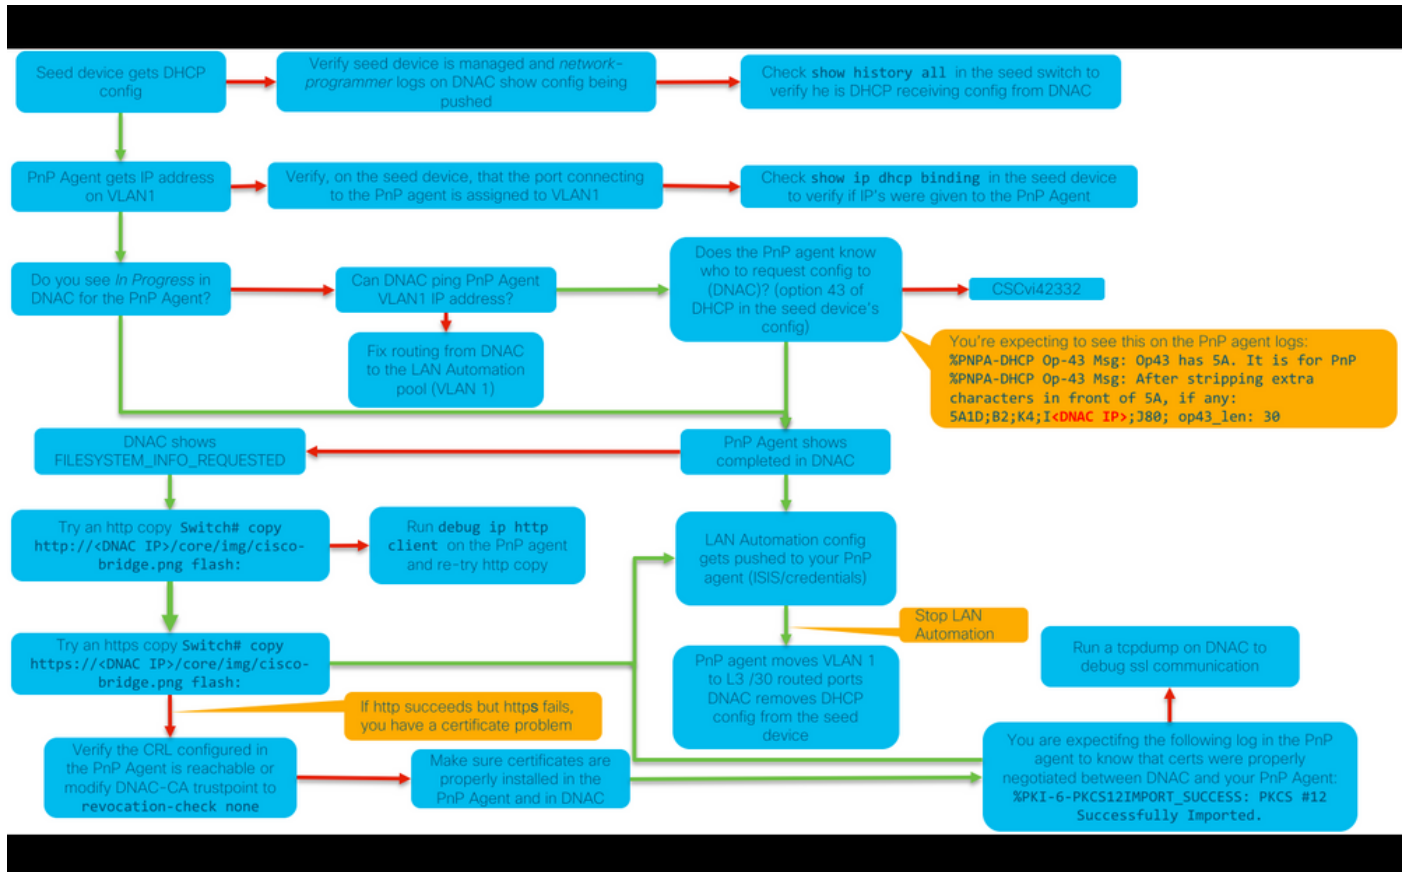 Seed device gets DHCP
config
Verify seed device is managed and network-
programmer logs on DNAC show config being
pushed
Check show history all in the seed switch to
verify he is DHCP receiving config from DNAC
PnP Agent gets IP address
on VLAN1
Verify, on the seed device, that the port connecting
to the PnP agent is assigned to VLAN1
Check show ip dhcp binding in the seed device
to verify if IP's were given to the PnP Agent
Do you see In Progress in
DNAC for the PnP Agent?
Can DNAC ping PnP Agent
VLAN1 IP address?
Does the PnP agent know
who to request config to
(DNAC)? (option 43 of
DHCP in the seed device's
config)
CSCvi42332
Fix routing from DNAC
to the LAN Automation
pool (VLAN 1)
You're expecting to see this on the PnP agent logs:
%PNPA-DHCP Op-43 Msg: Op43 has 5A. It is for PnP
%PNPA-DHCP Op-43 Msg: After stripping extra
characters in front of 5A, if any:
5A1D;B2;K4;I<DNAC IP>;J80; op43_len: 30
DNAC shows
FILESYSTEM_INFO_REQUESTED
PnP Agent shows
completed in DNAC
Try an http copy Switch# copy
http://<DNAC IP>/core/img/cisco-
bridge.png flash:
Run debug ip http
client on the PnP agent
and re-try http copy
LAN Automation config
gets pushed to your PnP
agent (ISIS/credentials)
Stop LAN
Automation
Try an https copy Switch# copy
https://<DNAC IP>/core/img/cisco-
bridge.png flash:
PnP agent moves VLAN 1
to L3 /30 routed ports
DNAC removes DHCP
config from the seed
device
Run a tcpdump on DNAC to
debug ssl communication
If http succeeds but https fails,
you have a certificate problem
Verify the CRL configured in
the PnP Agent is reachable or
modify DNAC-CA trustpoint to
revocation-check none
Make sure certificates are
properly installed in the
PnP Agent and in DNAC
You are expectifng the following log in the PnP
agent to know that certs were properly
negotiated between DNAC and your PnP Agent:
%PKI-6-PKCS12IMPORT_SUCCESS: PKCS #12
Successfully Imported.